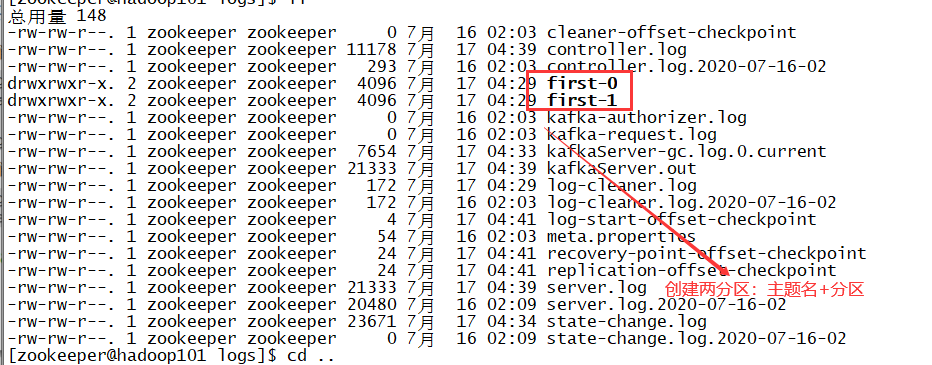 [zookeeper@hadoop101 logs]$ ll
总用量 148
-rw-rw-r--. 1 zookeeper zookeeper 0 7月 16 02:03 cleaner-offset-checkpoint
-rw-rw-r--. 1 zookeeper zookeeper 11178 7月 17 04:39 controller.log
-rw-rw-r--. 1 zookeeper zookeeper 293 7月 16 02:03 controller.log.2020-07-16-02
drwxrwxr-x. 2 zookeeper zookeeper 4096 7月 17 04:29 first-0
drwxrwxr-x. 2 zookeeper zookeeper 4096 7月 17 04:29 first-1
-rw-rw-r--. 1 zookeeper zookeeper 0 7月 16 02:03 kafka-authorizer.log
-rw-rw-r--. 1 zookeeper zookeeper 0 7月 16 02:03 kafka-request.log
-rw-rw-r--. 1 zookeeper zookeeper 7654 7月 17 04:33 kafkaServer-gc.log.0.current
-rw-rw-r--. 1 zookeeper zookeeper 21333 7月 17 04:39 kafkaServer.out
-rw-rw-r--. 1 zookeeper zookeeper 172 7月 17 04:29 log-cleaner.log
-rw-rw-r--. 1 zookeeper zookeeper 172 7月 16 02:03 log-cleaner.log.2020-07-16-02
-rw-rw-r--. 1 zookeeper zookeeper 4 7月 17 04:41 log-start-offset-checkpoint
-rw-rw-r--. 1 zookeeper zookeeper 54 7月 16 02:03 meta.properties
-rw-rw-r--. 1 zookeeper zookeeper 24 7月 17 04:41 recovery-point-offset-checkpoint
-rw-rw-r--. 1 zookeeper zookeeper 24 7月 17 04:41 replication-offset-checkpoint
-rw-rw-r--. 1 zookeeper zookeeper 21333 7月 17 04:39 server.log
创建两分区：主题名+分区
-rw-rw-r--. 1 zookeeper zookeeper 20480 7月 16 02:09 server.log.2020-07-16-02
-rw-rw-r--. 1 zookeeper zookeeper 23671 7月 17 04:34 state-change.log
-rw-rw-r--. 1 zookeeper zookeeper 0 7月 16 02:09 state-change.log.2020-07-16-02
[zookeeper@hadoop101 logs]$ cd ..